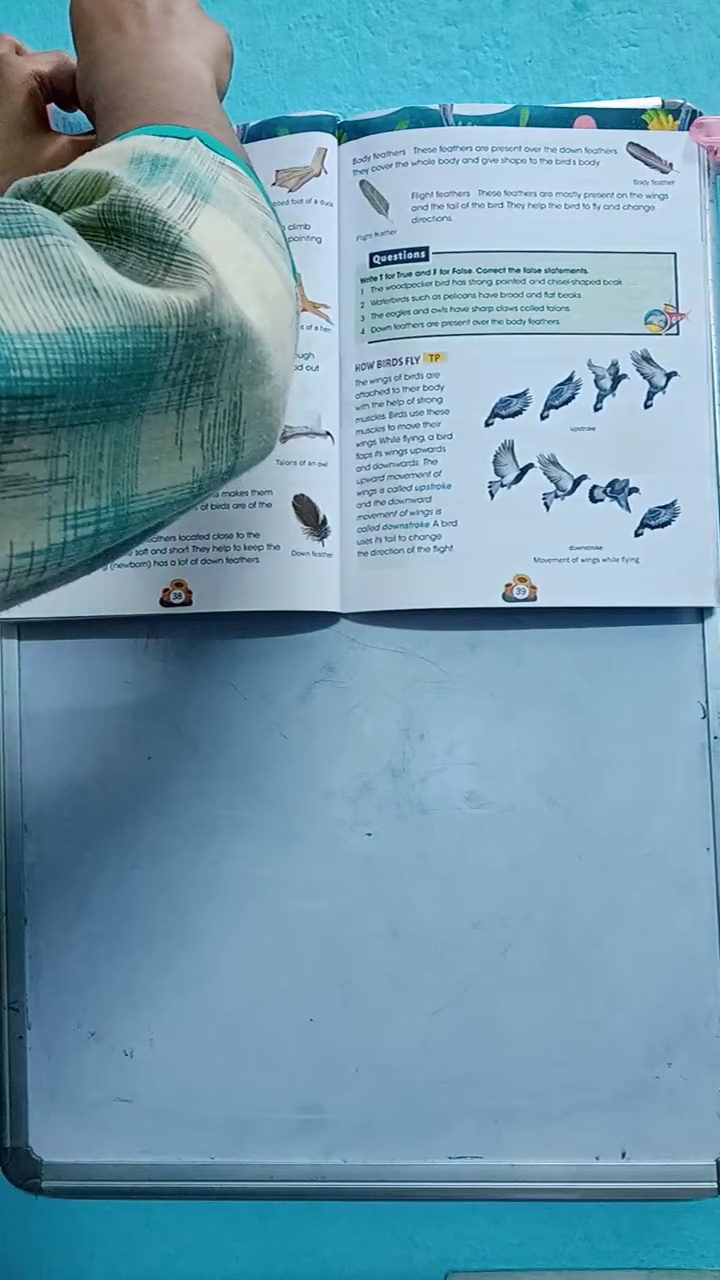 foot of a duck
climb
pointing
of a hen
out
Talons of an owl
makes them
of birds are of the
located close to the
soft and short. They help to keep the
(newborn) has a lot of down feathers.
Down feather
38
Body feathers These feathers are present over the down feathers.
They cover the whole body and give shape to the bird's body
Body feather
Flight feathers These feathers are mostly present on the wings
and the tail of the bird. They help the bird to fly and change
directions.
Flight feather
Questions
Write T for True and F for False. Correct the false statements.
1 The woodpecker bird has strong, pointed, and chisel-shaped beak.
2 Waterbirds such as pelicans have broad and flat beaks.
3 The eagles and owls have sharp claws called talons.
4 Down feathers are present over the body feathers.
HOW BIRDS FLY TP
The wings of birds are
attached to their body
with the help of strong
muscles. Birds use these
muscles to move their
wings. While flying, a bird
flaps its wings upwards
and downwards. The
upward movement of
wings is called upstroke
and the downward
movement of wings is
called downstroke. A bird
uses its tail to change
the direction of the flight.
upstroke
downstroke
Movement of wings while flying
39